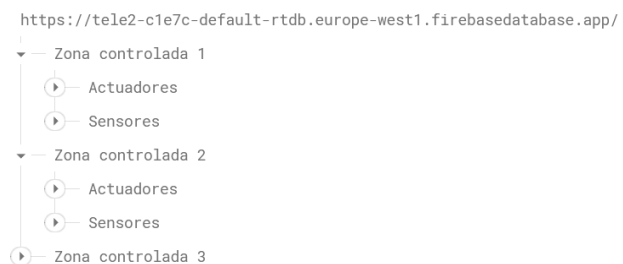 https://tele2-c1e7c-default-rtdb.europe-west1.firebasedatabase.app/
Zona controlada 1
Actuadores
Sensores
Zona controlada 2
Actuadores
Sensores
Zona controlada 3